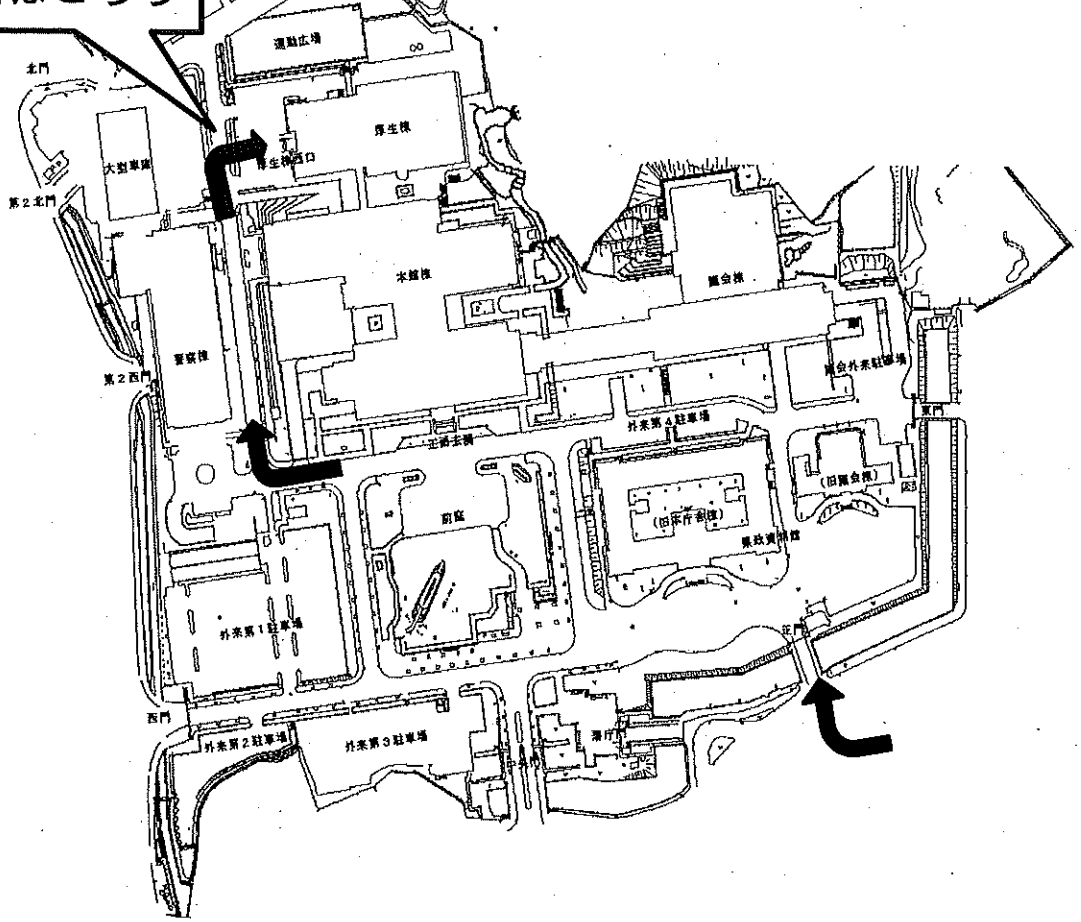 はこちら
運動広場
北門
厚生棟
大型車庫
厚生棟西口
第2北門
本館棟
議会棟
P
P
警察棟
第2西門
議会外来駐車場
東門
外来第4駐車場
正面玄関
(旧議会棟)
前庭
(旧本庁舎棟)
県政資料館
外来第1駐車場
正門
西門
外来第2駐車場
外来第3駐車場